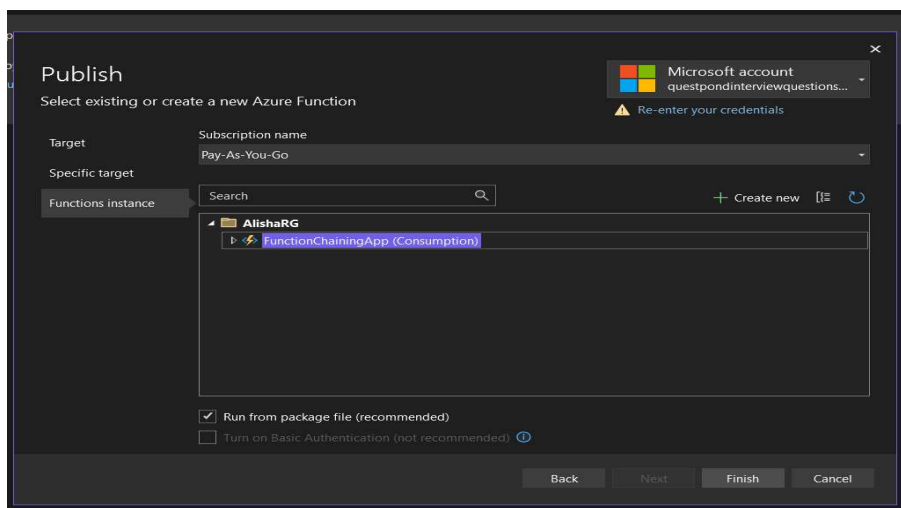 Publish
Microsoft account
questpondinterviewquestions...
Select existing or create a new Azure Function
Re-enter your credentials
Target
Specific target
Functions instance
Subscription name
Pay-As-You-Go
Search
Create new
AlishaRG
FunctionChainingApp (Consumption)
Run from package file (recommended)
Turn on Basic Authentication (not recommended)
Back
Next
Finish
Cancel